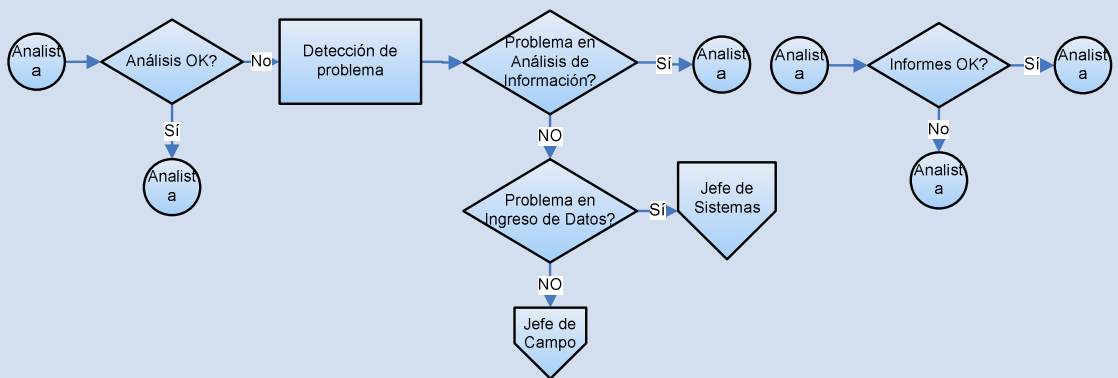 Analist
a
Análisis OK?
No
Detección de
problema
Problema en
Análisis de
Información?
Sí
Analist
a
Analist
a
Informes OK?
Sí
Analist
a
Sí
Analist
a
NO
No
Analist
a
Problema en
Ingreso de Datos?
Sí
Jefe de
Sistemas
NO
Jefe de
Campo